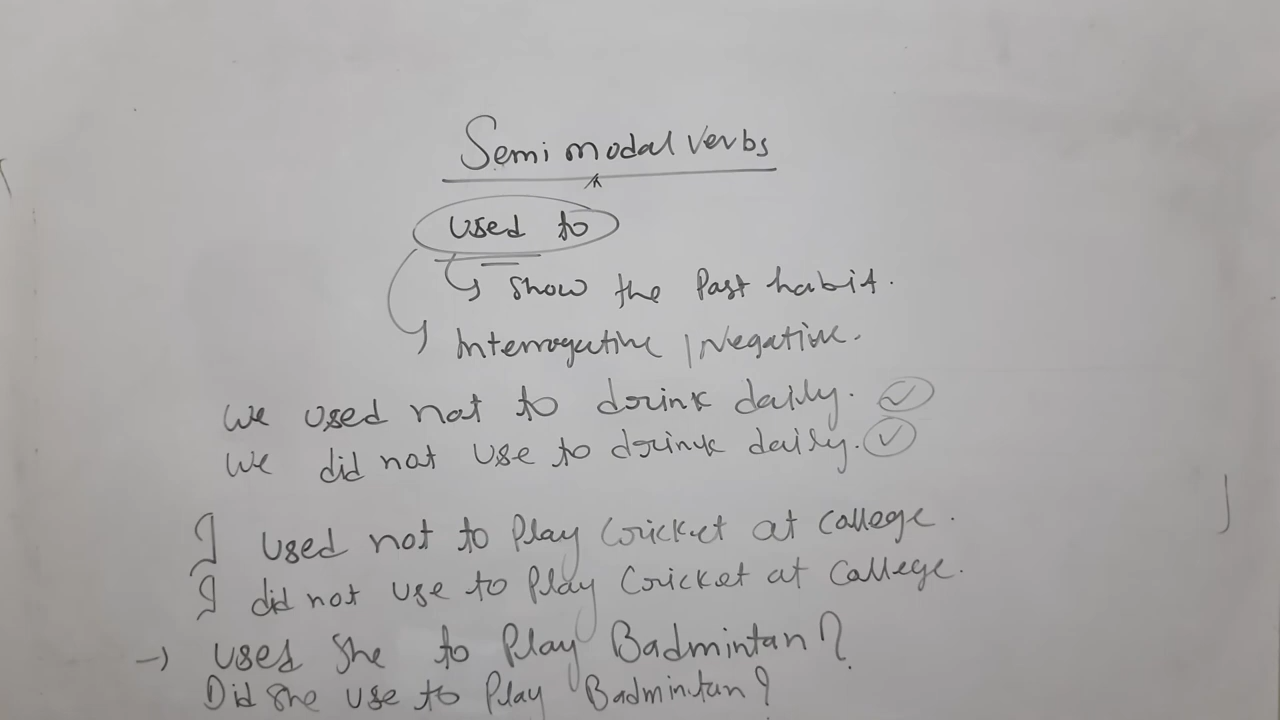 Semi modal verbs
used to
show the Past habit.
Interrogative / Negative.
We used not to drink daily.
We did not use to drink daily.
I used not to Play Cricket at College.
I did not use to Play Cricket at College.
→ Used She to Play Badmintan?
Did She use to Play Badmintan?